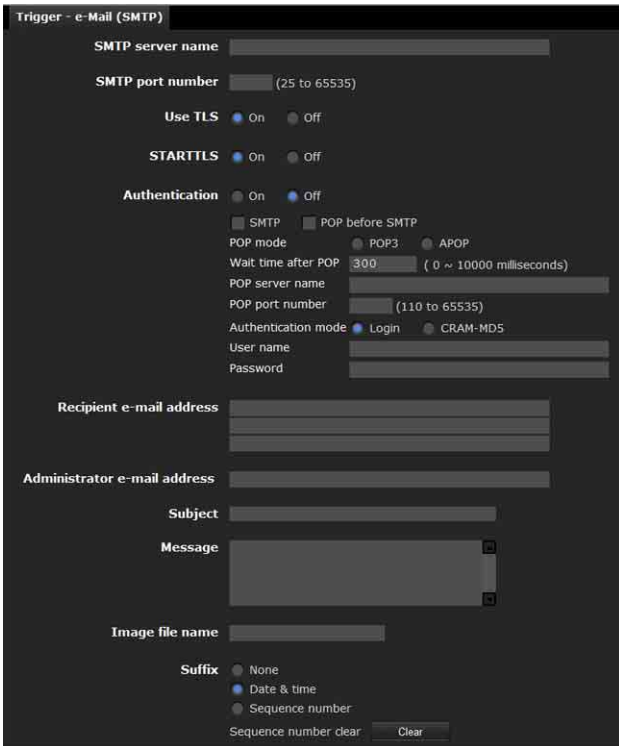 Trigger - e-Mail (SMTP)
SMTP server name
SMTP port number (25 to 65535)
Use TLS On Off
STARTTLS On Off
Authentication On Off
SMTP POP before SMTP
POP mode POP3 APOP
Wait time after POP 300 ( 0 ~ 10000 milliseconds)
POP server name
POP port number (110 to 65535)
Authentication mode Login CRAM-MD5
User name
Password
Recipient e-mail address
Administrator e-mail address
Subject
Message
Image file name
Suffix None
Date & time
Sequence number
Sequence number clear Clear